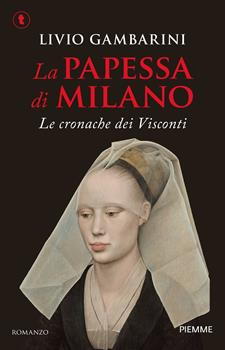 LIVIO GAMBARINI
La PAPESSA
di MILANO
Le cronache dei Visconti
ROMANZO
PIEMME